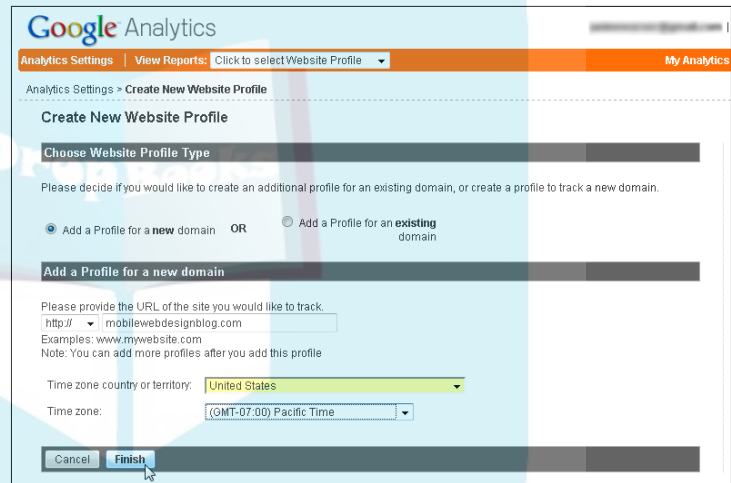 Google Analytics
Analytics Settings | View Reports: Click to select Website Profile My Analytics
Analytics Settings > Create New Website Profile
Create New Website Profile
Choose Website Profile Type
Please decide if you would like to create an additional profile for an existing domain, or create a profile to track a new domain.
Add a Profile for a new domain OR Add a Profile for an existing domain
Add a Profile for a new domain
Please provide the URL of the site you would like to track.
http:// mobilewebdesignblog.com
Examples: www.mywebsite.com
Note: You can add more profiles after you add this profile
Time zone country or territory: United States
Time zone: (GMT-07:00) Pacific Time
Cancel Finish